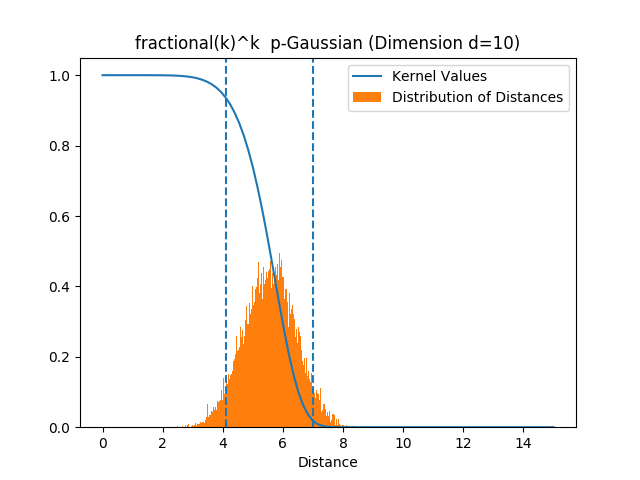 fractional(k)^k  p-Gaussian (Dimension d=10)
Kernel Values
Distribution of Distances
1.0
0.8
0.6
0.4
0.2
0.0
0 2 4 6 8 10 12 14
Distance